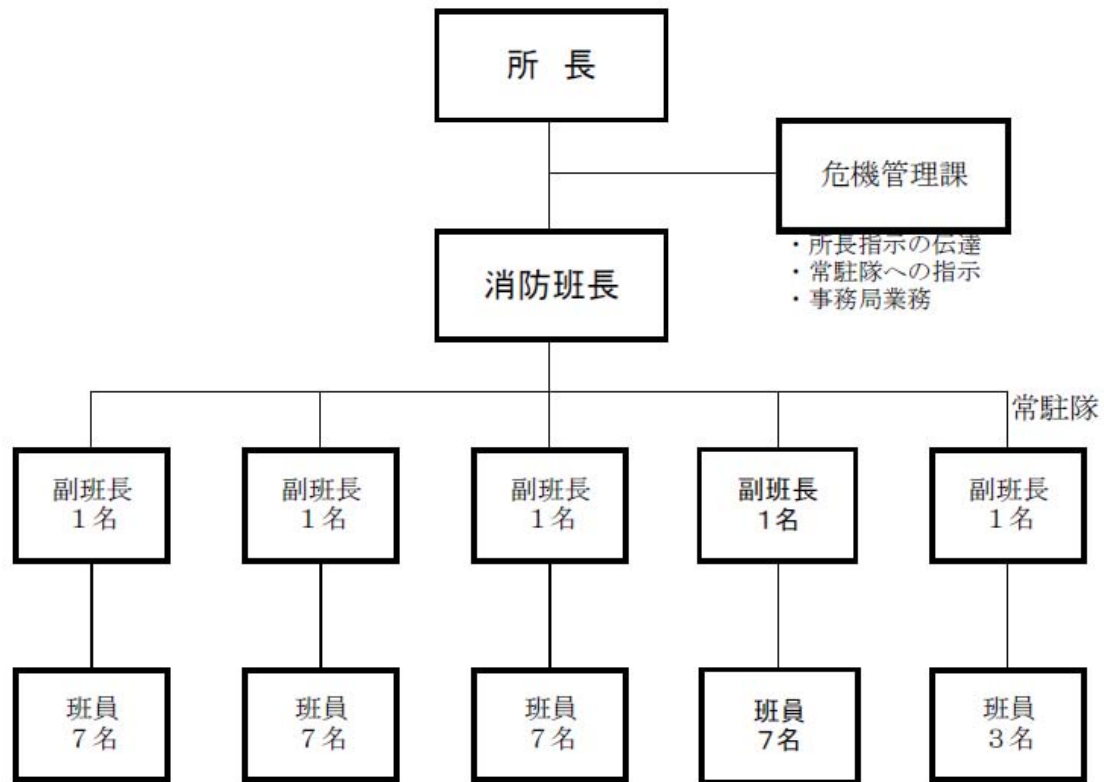 所 長
危機管理課
・所長指示の伝達
・常駐隊への指示
・事務局業務
消防班長
常駐隊
副班長
１名
副班長
１名
副班長
１名
副班長
1名
副班長
１名
班員
７名
班員
７名
班員
７名
班員
7名
班員
３名